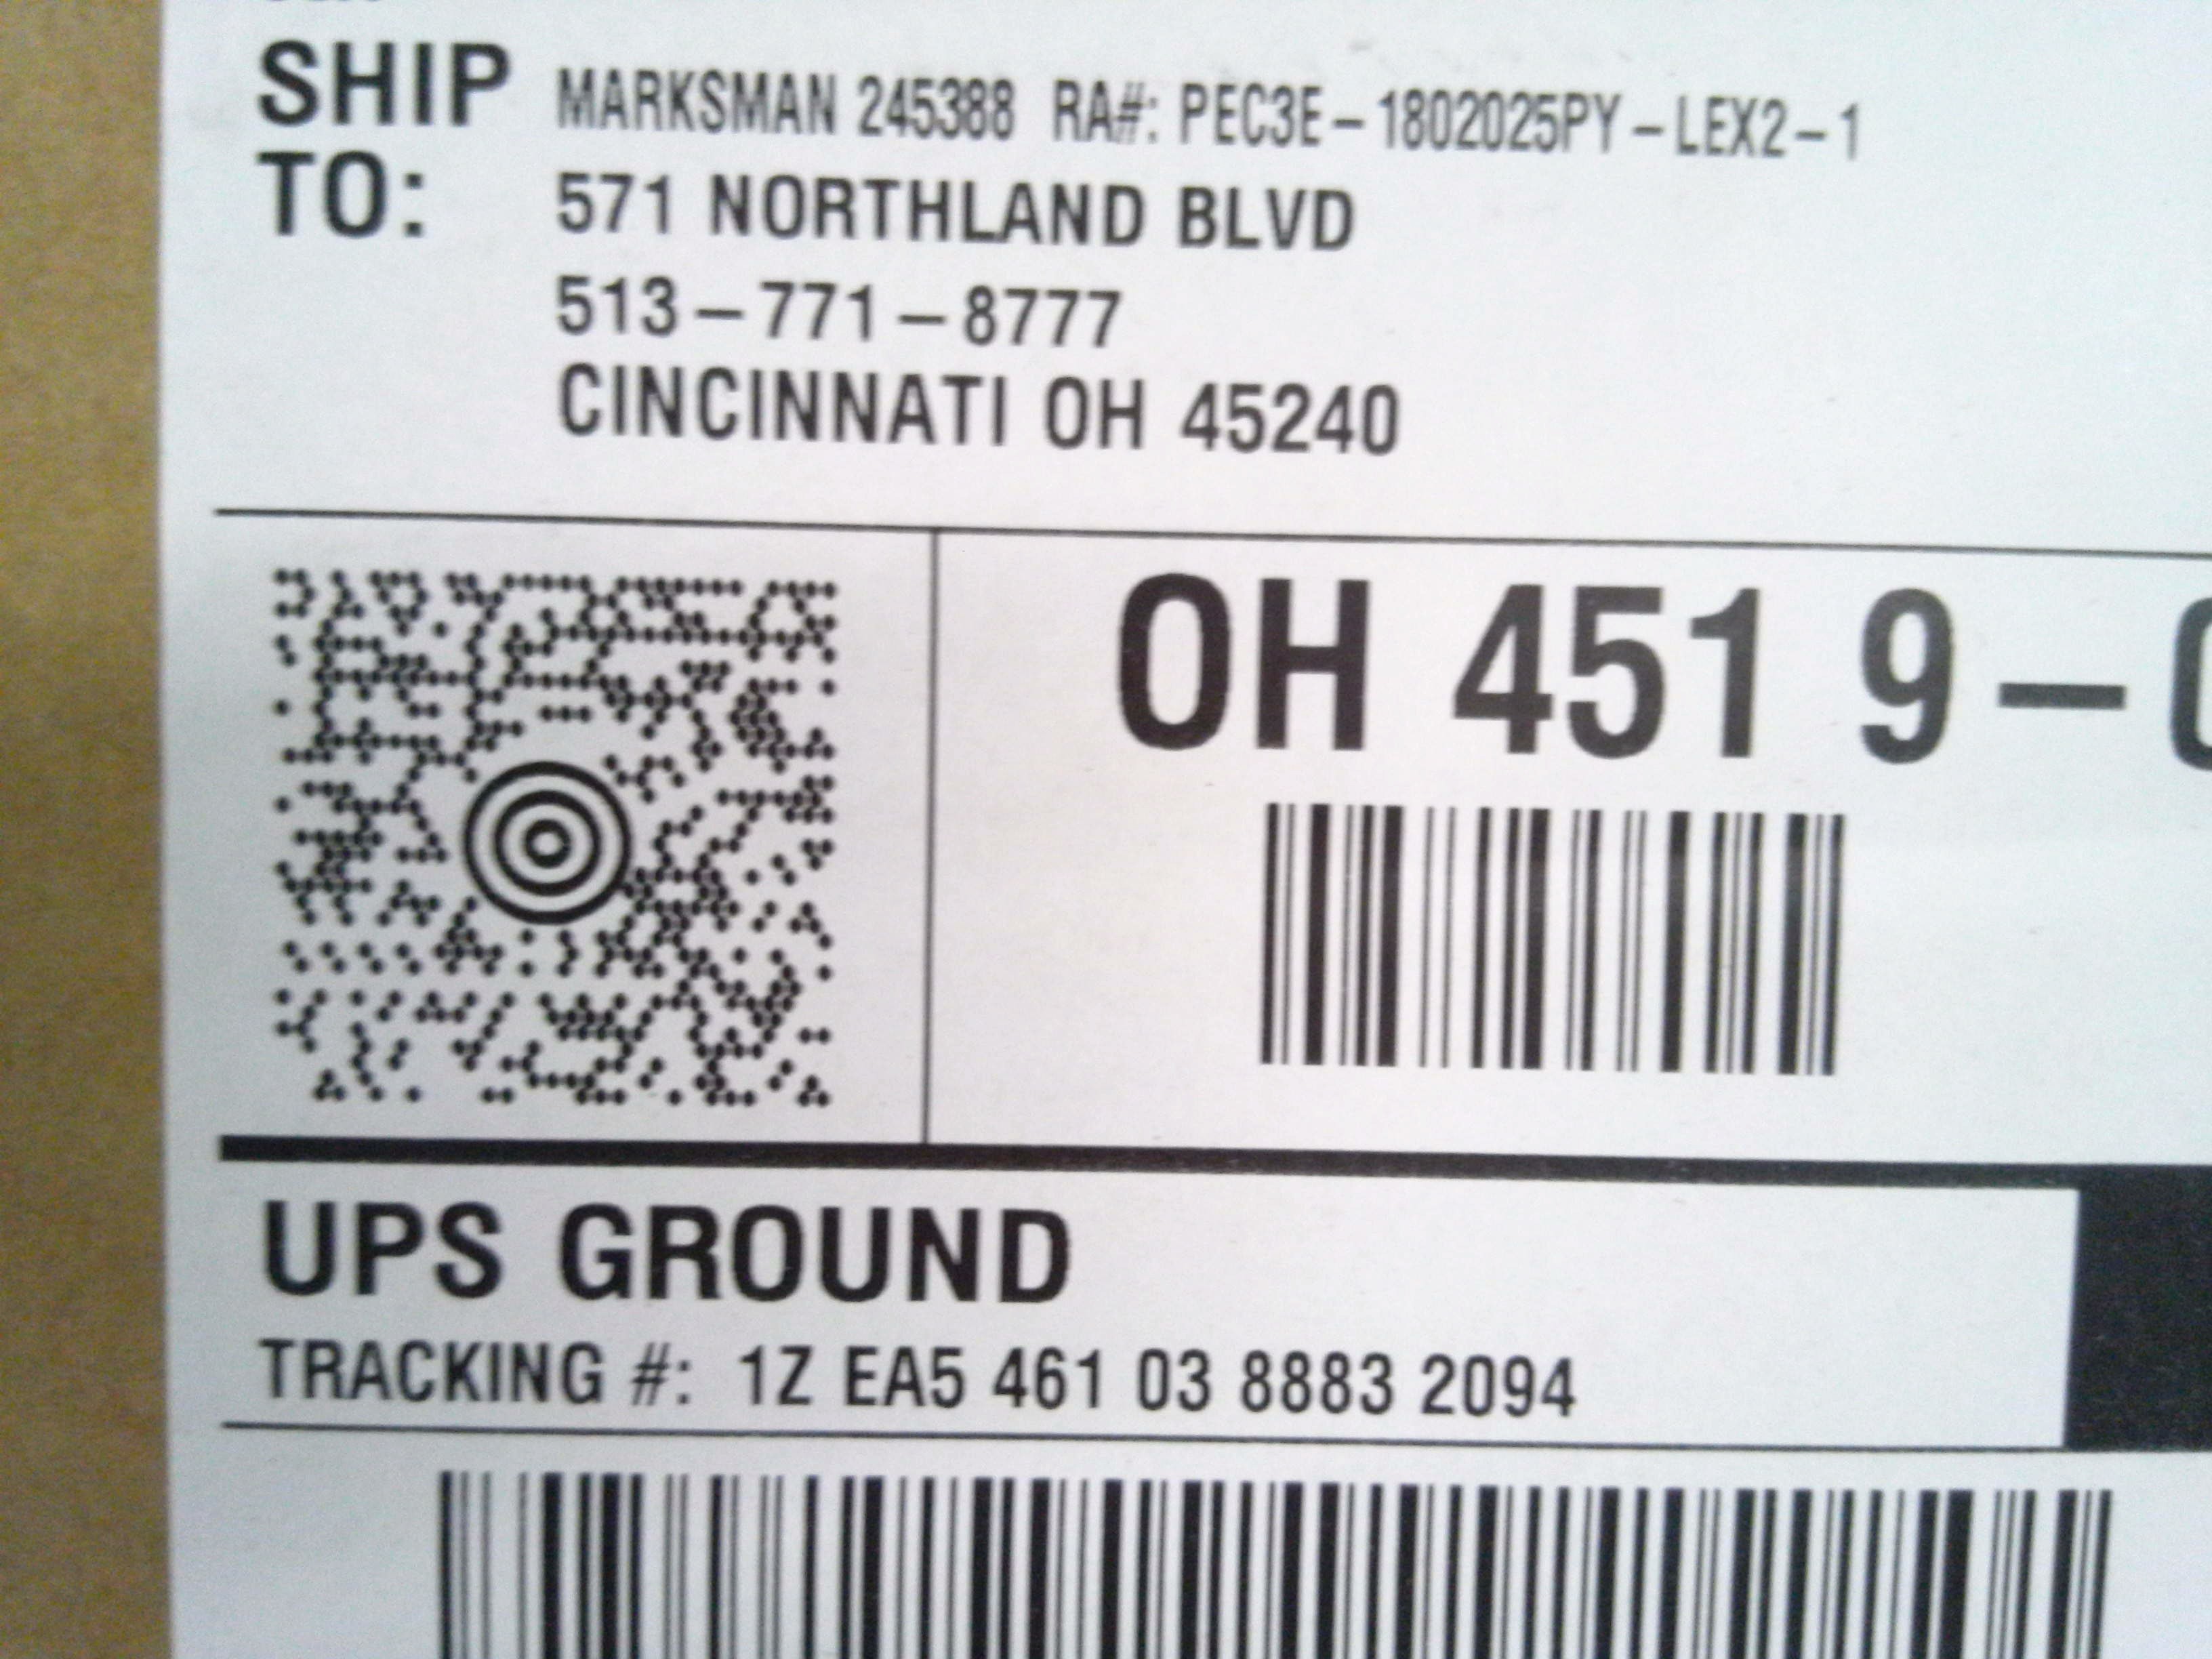 SHIP TO: MARKSMAN 245388 RA#: PEC3E-1802025PY-LEX2-1
571 NORTHLAND BLVD
513-771-8777
CINCINNATI OH 45240
OH 451 9-
UPS GROUND
TRACKING #: 1Z EA5 461 03 8883 2094